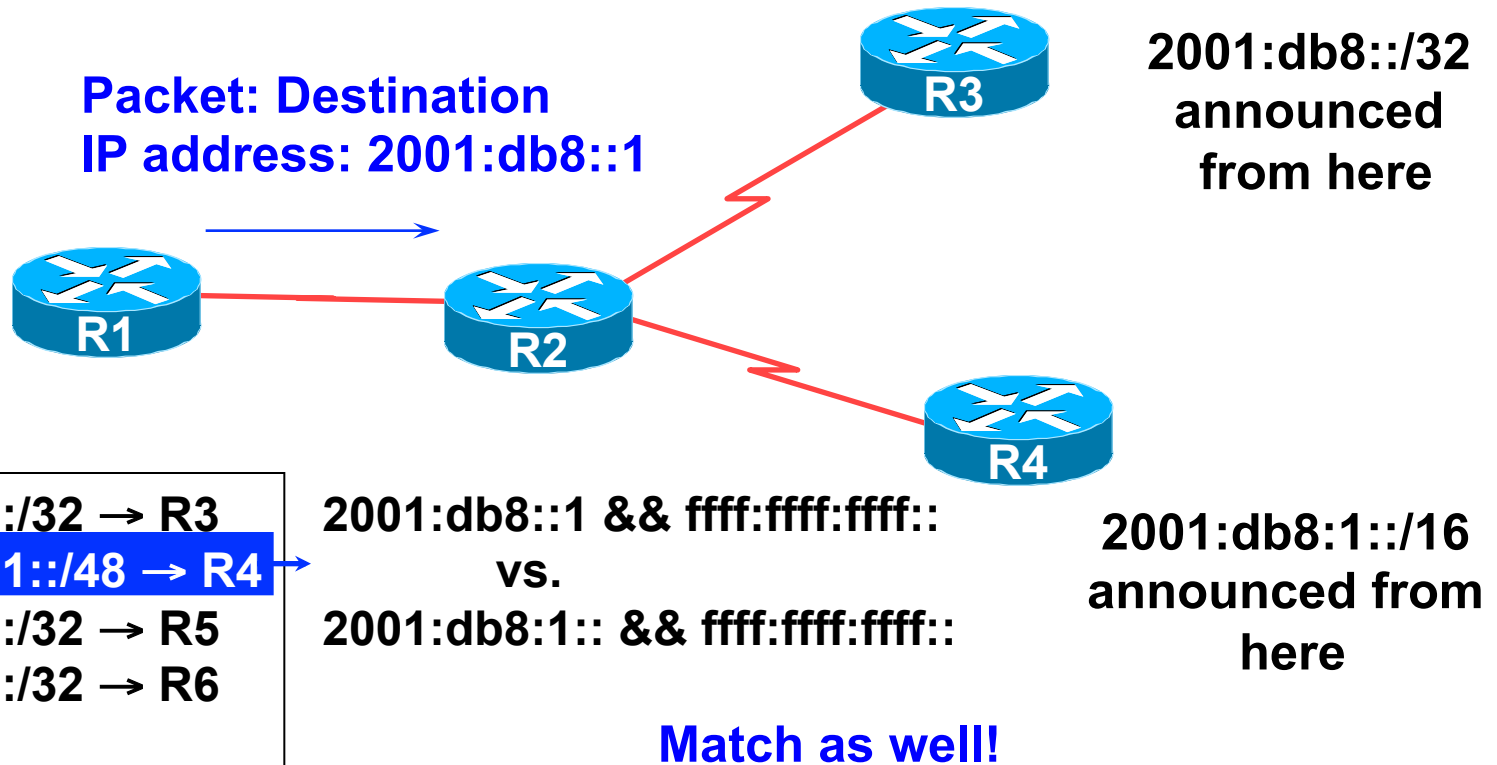 Packet: Destination
IP address: 2001:db8::1
R3
2001:db8::/32
announced
from here
R1
R2
R4
:/32 → R3
1::/48 → R4
:/32 → R5
:/32 → R6
2001:db8::1 && ffff:ffff:ffff::
vs.
2001:db8:1:: && ffff:ffff:ffff::
Match as well!
2001:db8:1::/16
announced from
here